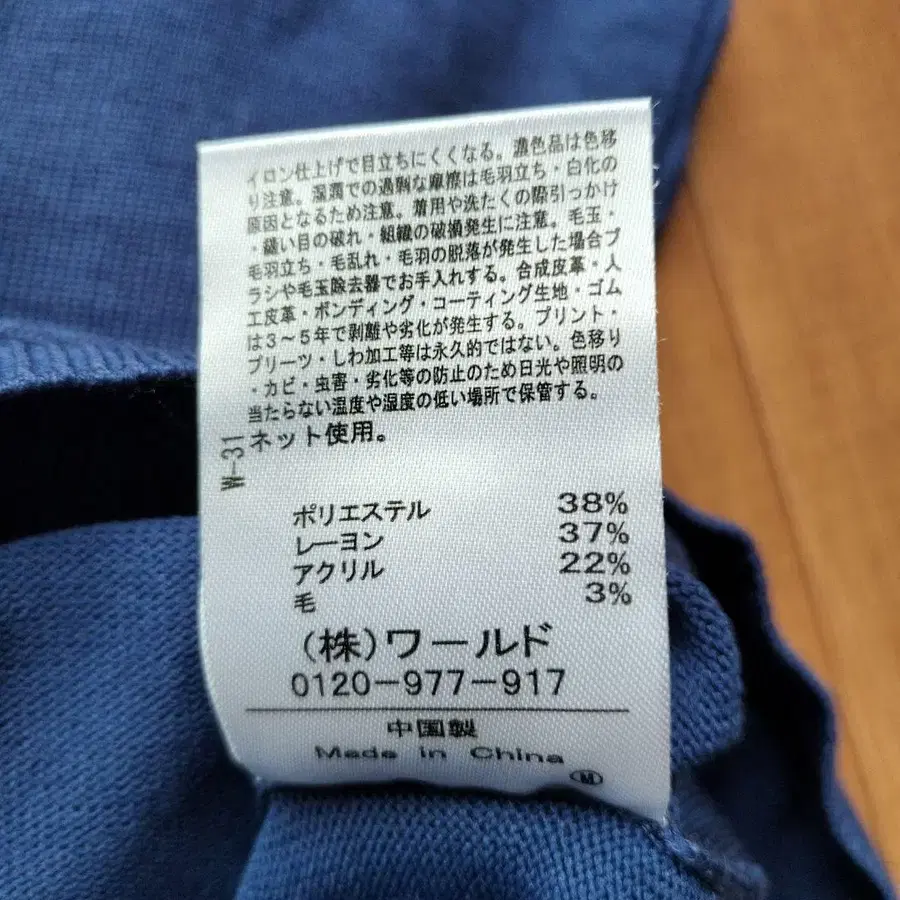 イロン仕上げで目立ちにくくなる。濃色品は色移
り注意。湿潤での過剰な摩擦は毛羽立ち・白化の
原因となるため注意。着用や洗たくの際引っかけ
・縫い目の破れ・組織の破損発生に注意。毛玉・
毛羽立ち・毛乱れ・毛羽の脱落が発生した場合ブ
ラシや毛玉除去器でお手入れする。合成皮革・人
工皮革・ボンディング・コーティング生地・ゴム
は3〜5年で剥離や劣化が発生する。プリント・
プリーツ・しわ加工等は永久的ではない。色移り
・カビ・虫害・劣化等の防止のため日光や照明の
当たらない温度や湿度の低い場所で保管する。
ネット使用。
W-31
ポリエステル 38%
レーヨン 37%
アクリル 22%
毛 3%
(株)ワールド
0120-977-917
中国製
Made in China
M